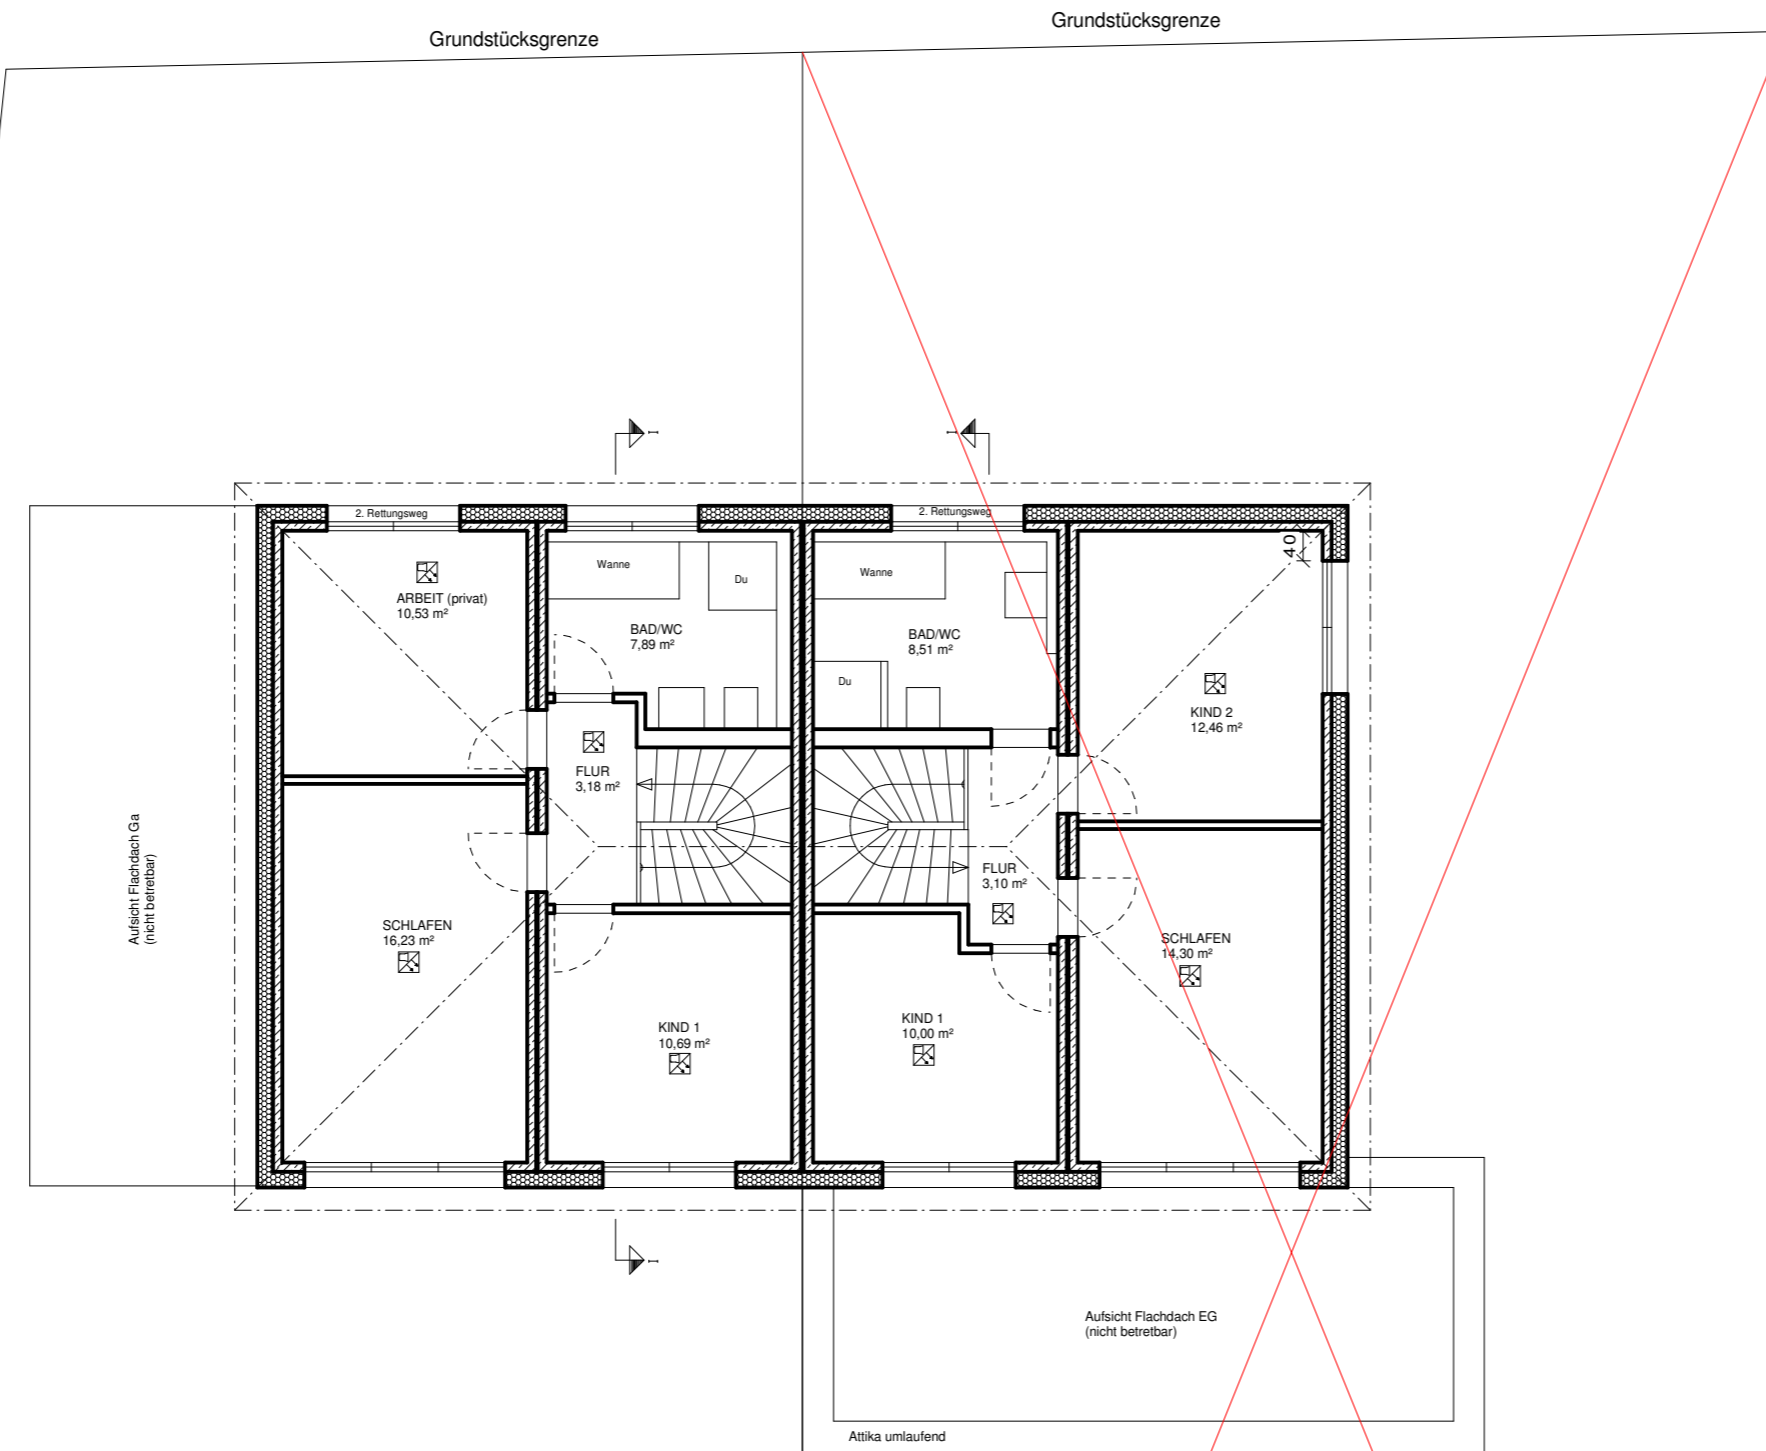 Grundstücksgrenze
Grundstücksgrenze
I
I
2. Rettungsweg
2. Rettungsweg
40
Wanne
Du
Wanne
ARBEIT (privat)
10,53 m²
BAD/WC
7,89 m²
BAD/WC
8,51 m²
Du
KIND 2
12,46 m²
FLUR
3,18 m²
FLUR
3,10 m²
Aufsicht Flachdach Ga
(nicht betretbar)
SCHLAFEN
16,23 m²
SCHLAFEN
14,30 m²
KIND 1
10,69 m²
KIND 1
10,00 m²
I
Aufsicht Flachdach EG
(nicht betretbar)
Attika umlaufend